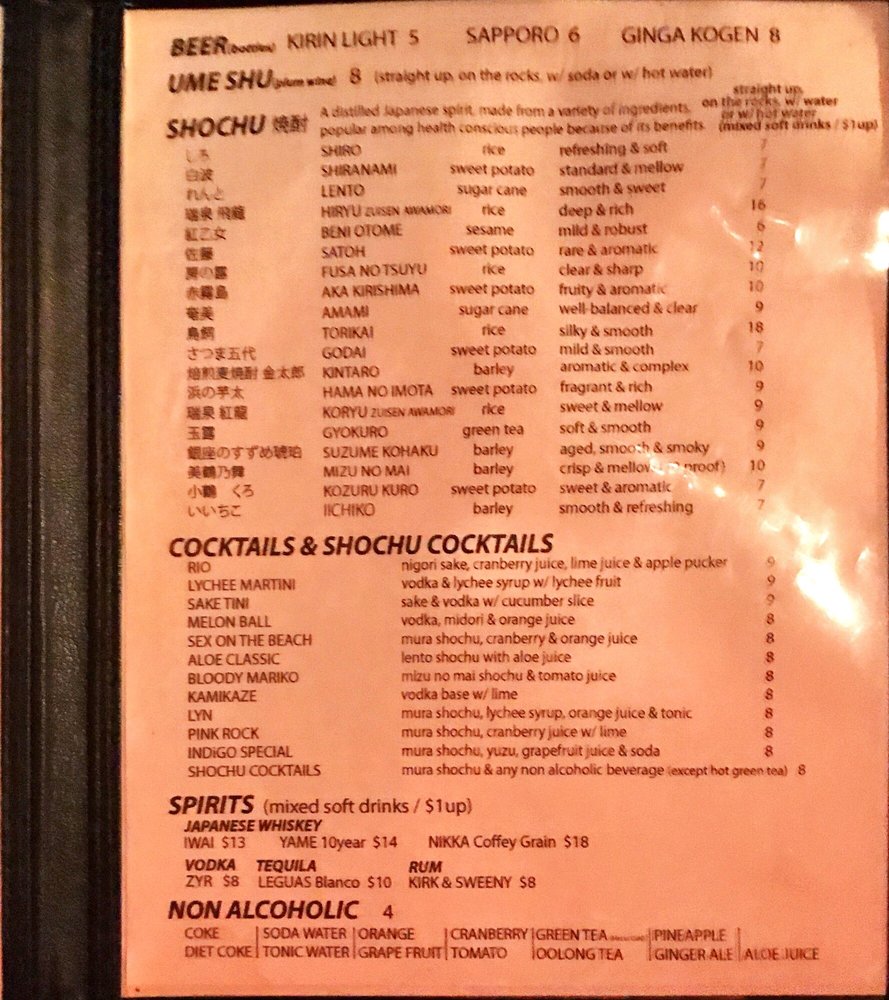 BEER(bottles) KIRIN LIGHT 5 SAPPORO 6 GINGA KOGEN 8
UME SHU(plum wine) 8 (straight up, on the rocks, w/ soda or w/ hot water)
SHOCHU 焼酎 A distilled Japanese spirit, made from a variety of ingredients, popular among health conscious people because of its benefits
straight up,
on the rocks, w/ water
or w/ hot water
(mixed soft drinks / $1up)
しろ SHIRO rice refreshing & soft 7
白波 SHIRANAMI sweet potato standard & mellow 7
れんと LENTO sugar cane smooth & sweet 7
瑞泉 飛龍 HIRYU ZUISEN AWAMORI rice deep & rich 16
紅乙女 BENI OTOME sesame mild & robust 6
佐藤 SATOH sweet potato rare & aromatic 12
房の露 FUSA NO TSUYU rice clear & sharp 10
赤霧島 AKA KIRISHIMA sweet potato fruity & aromatic 10
奄美 AMAMI sugar cane well-balanced & clear 9
鳥飼 TORIKAI rice silky & smooth 18
さつま五代 GODAI sweet potato mild & smooth 7
焙煎麦焼酎 金太郎 KINTARO barley aromatic & complex 10
浜の芋太 HAMA NO IMOTA sweet potato fragrant & rich 9
瑞泉 紅龍 KORYU ZUISEN AWAMORI rice sweet & mellow 9
玉露 GYOKURO green tea soft & smooth 9
銀座のすずめ琥珀 SUZUME KOHAKU barley aged, smooth & smoky 9
美鶴乃舞 MIZU NO MAI barley crisp & mellow proof) 10
小鶴 くろ KOZURU KURO sweet potato sweet & aromatic 7
いいちこ IICHIKO barley smooth & refreshing 7
COCKTAILS & SHOCHU COCKTAILS
RIO nigori sake, cranberry juice, lime juice & apple pucker 9
LYCHEE MARTINI vodka & lychee syrup w/ lychee fruit 9
SAKE TINI sake & vodka w/ cucumber slice 9
MELON BALL vodka, midori & orange juice 8
SEX ON THE BEACH mura shochu, cranberry & orange juice 8
ALOE CLASSIC lento shochu with aloe juice 8
BLOODY MARIKO mizu no mai shochu & tomato juice 8
KAMIKAZE vodka base w/ lime 8
LYN mura shochu, lychee syrup, orange juice & tonic 8
PINK ROCK mura shochu, cranberry juice w/ lime 8
INDiGO SPECIAL mura shochu, yuzu, grapefruit juice & soda 8
SHOCHU COCKTAILS mura shochu & any non alcoholic beverage (except hot green tea) 8
SPIRITS (mixed soft drinks / $1up)
JAPANESE WHISKEY
IWAI $13 YAME 10year $14 NIKKA Coffey Grain $18
VODKA TEQUILA RUM
ZYR $8 LEGUAS Blanco $10 KIRK & SWEENY $8
NON ALCOHOLIC 4
COKE SODA WATER ORANGE CRANBERRY GREEN TEA PINEAPPLE
DIET COKE TONIC WATER GRAPE FRUIT TOMATO OOLONG TEA GINGER ALE ALOE JUICE